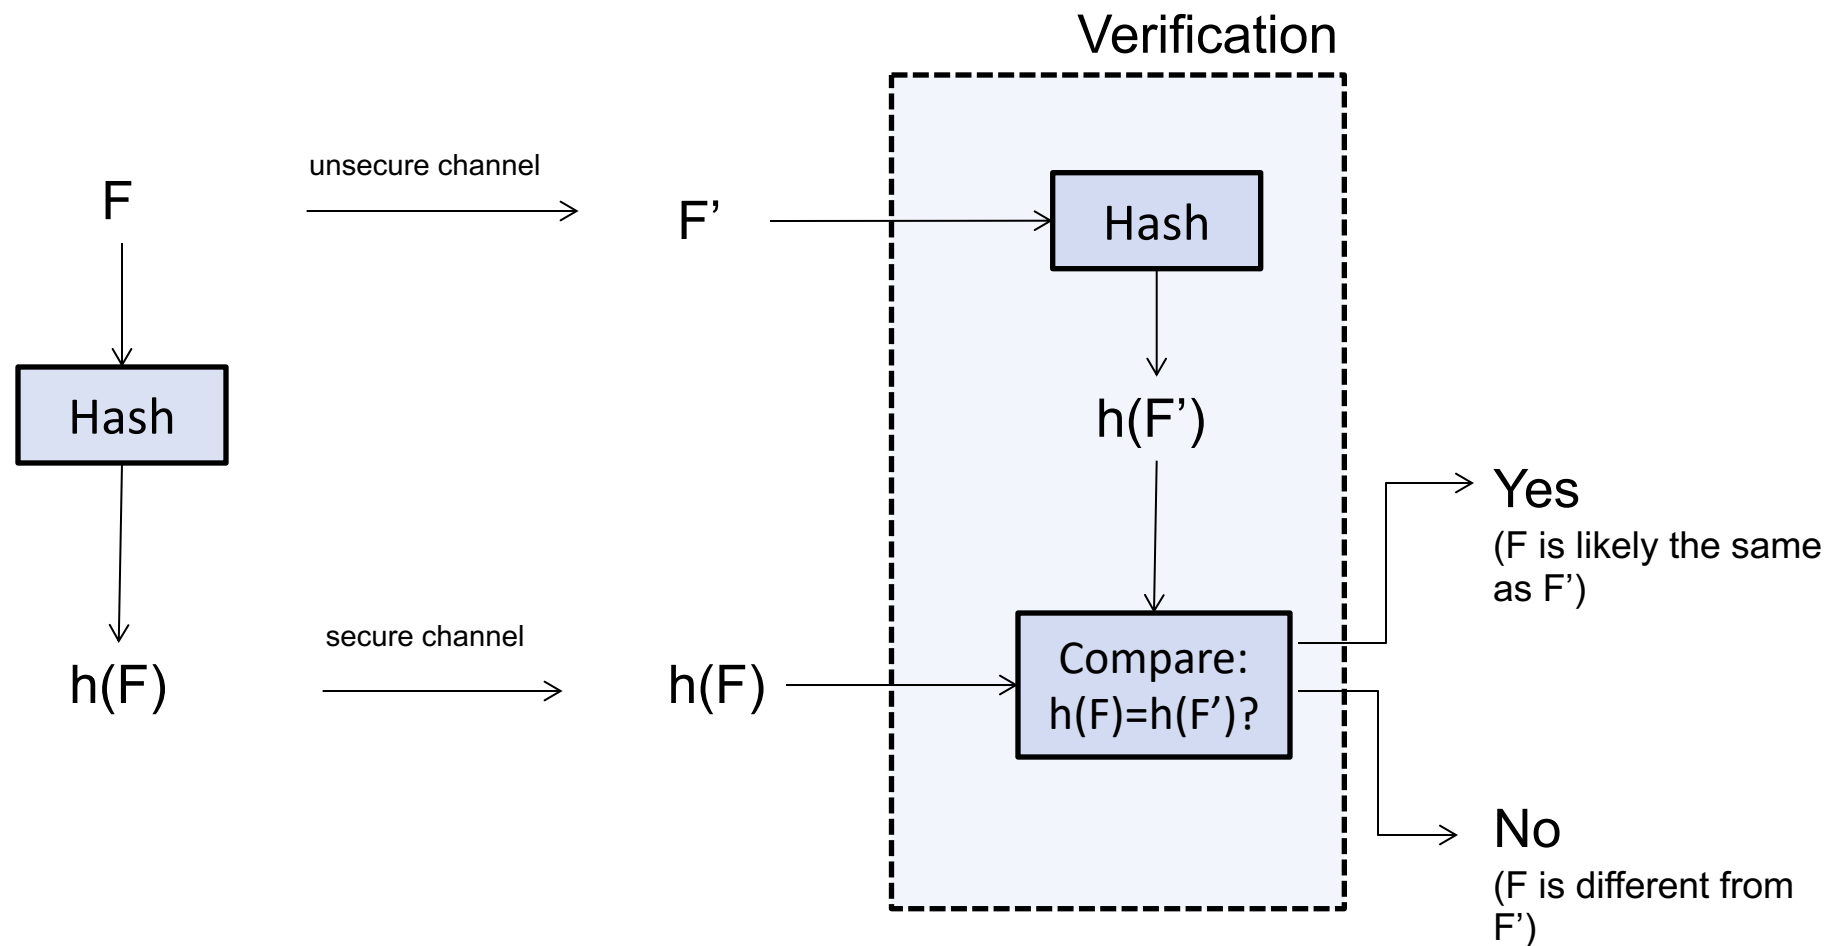 Verification
unsecure channel
F
F’
Hash
Hash
h(F’)
Yes
(F is likely the same
as F’)
secure channel
h(F)
h(F)
Compare:
h(F)=h(F’)?
No
(F is different from
F’)